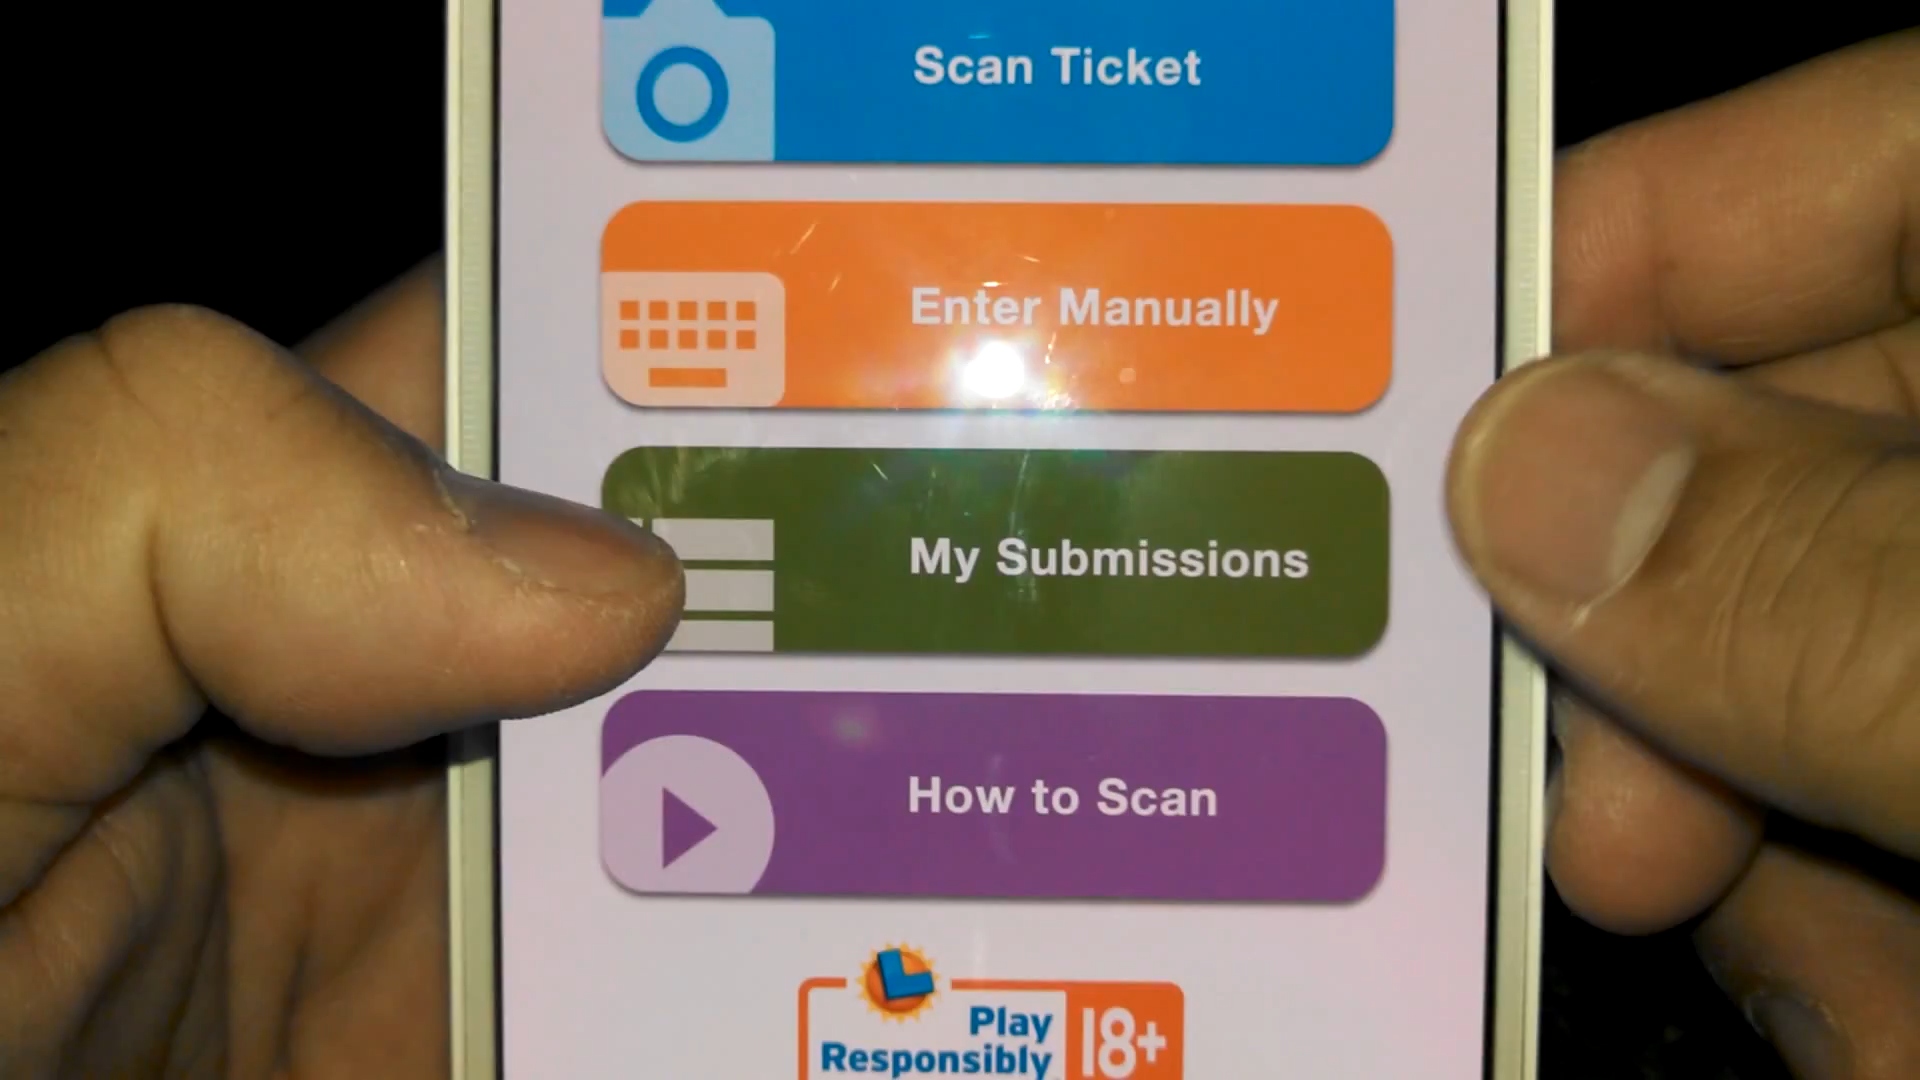 Scan Ticket
Enter Manually
My Submissions
How to Scan
Play
Responsibly
18+